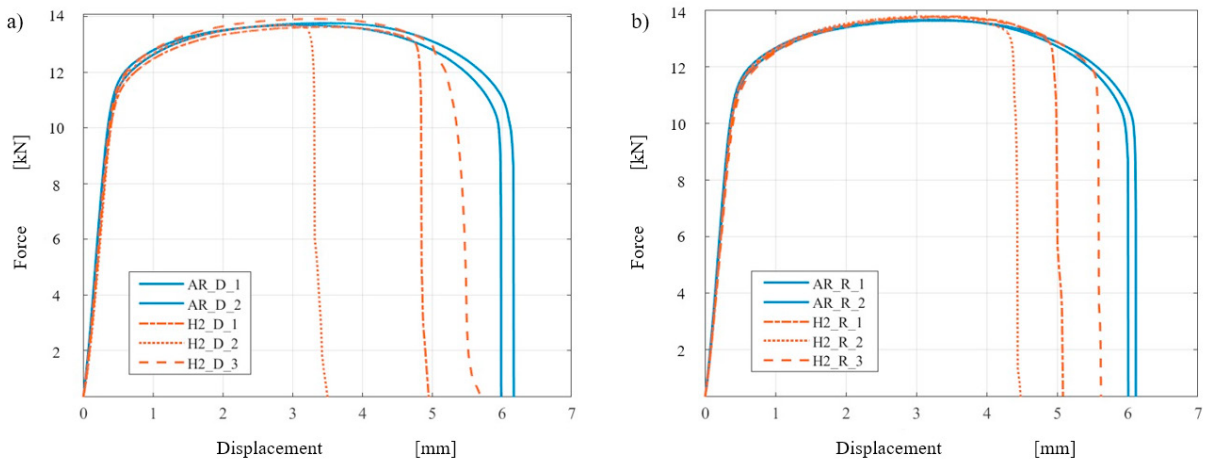 a)
14
12
10
8
6
4
2
[kN]
Force
AR_D_1
AR_D_2
H2_D_1
H2_D_2
H2_D_3
0 1 2 3 4 5 6 7
Displacement [mm]
b)
14
12
10
8
6
4
2
[kN]
Force
AR_R_1
AR_R_2
H2_R_1
H2_R_2
H2_R_3
0 1 2 3 4 5 6 7
Displacement [mm]